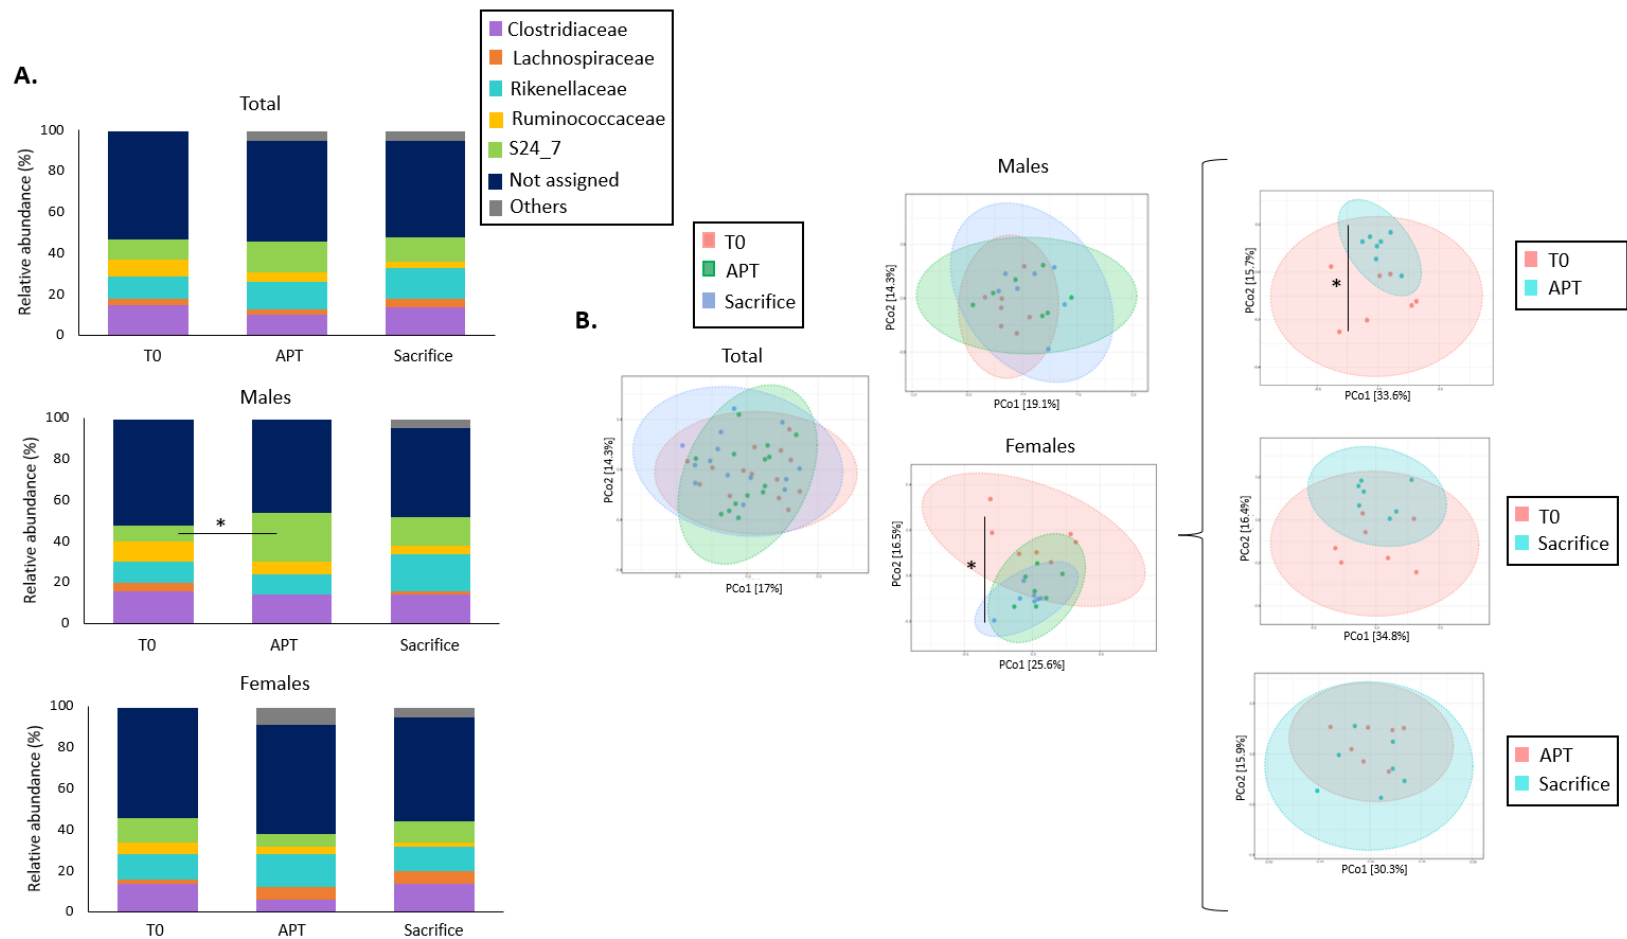 A.
Clostridiaceae
Lachnospiraceae
Rikenellaceae
Ruminococcaceae
S24_7
Not assigned
Others
Total
Relative abundance (%)
100
80
60
40
20
0
T0
APT
Sacrifice
Males
Relative abundance (%)
100
80
60
40
20
0
*
T0
APT
Sacrifice
Females
Relative abundance (%)
100
80
60
40
20
0
T0
APT
Sacrifice
B.
T0
APT
Sacrifice
Total
PCo2 [14.3%]
PCo1 [17%]
Males
PCo2 [14.3%]
PCo1 [19.1%]
Females
PCo2 [16.5%]
*
PCo1 [25.6%]
PCo2 [15.7%]
*
PCo1 [33.6%]
T0
APT
PCo2 [16.4%]
PCo1 [34.8%]
T0
Sacrifice
PCo2 [15.9%]
PCo1 [30.3%]
APT
Sacrifice